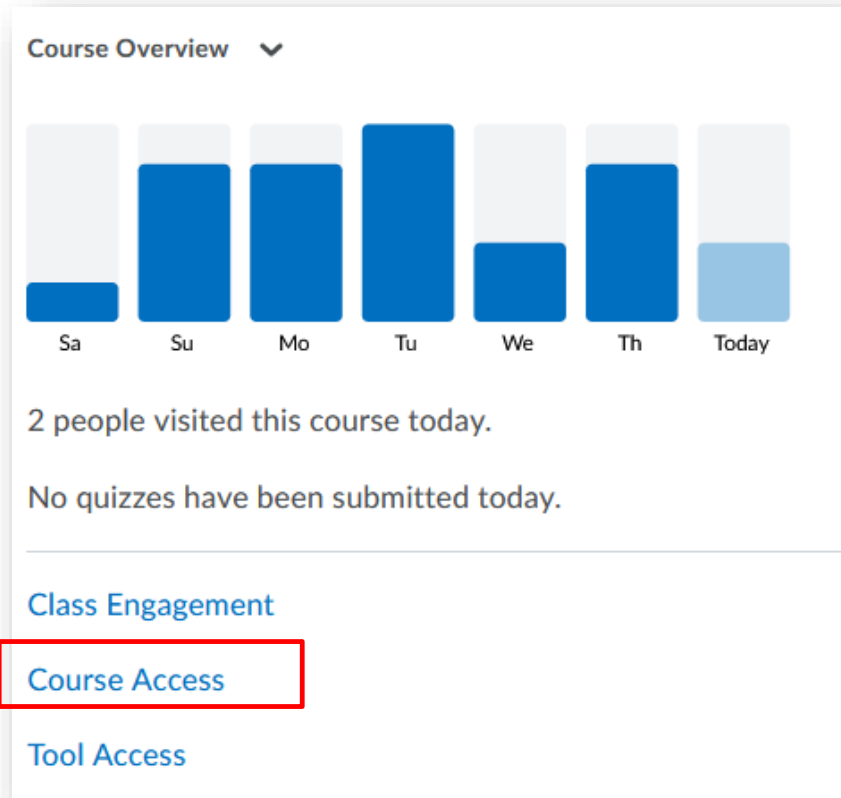 Course Overview
Sa Su Mo Tu We Th Today
2 people visited this course today.
No quizzes have been submitted today.
Class Engagement
Course Access
Tool Access